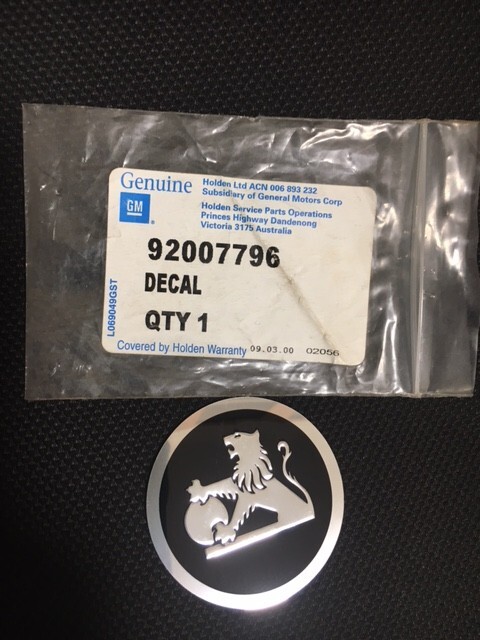 Genuine
GM
Holden Ltd ACN 006 893 232
Subsidiary of General Motors Corp
Holden Service Parts Operations
Princes Highway Dandenong
Victoria 3175 Australia
92007796
DECAL
QTY 1
Covered by Holden Warranty 09.03.00 02056
L069049GST